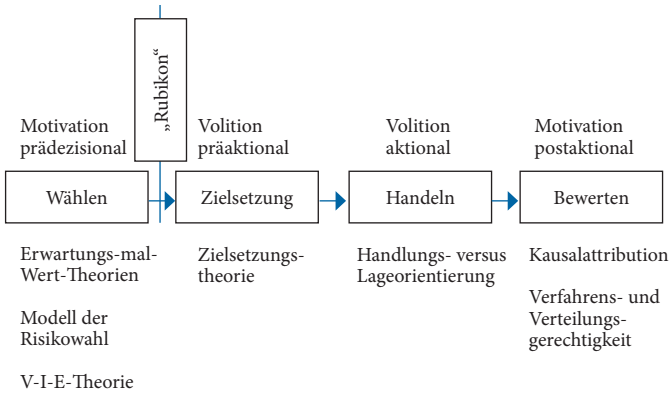 „Rubikon“
Motivation
prädezisional
Volition
präaktional
Volition
aktional
Motivation
postaktional
Wählen
Zielsetzung
Handeln
Bewerten
Erwartungs-mal-
Wert-Theorien
Modell der
Risikowahl
V-I-E-Theorie
Zielsetzungs-
theorie
Handlungs- versus
Lageorientierung
Kausalattribution
Verfahrens- und
Verteilungs-
gerechtigkeit